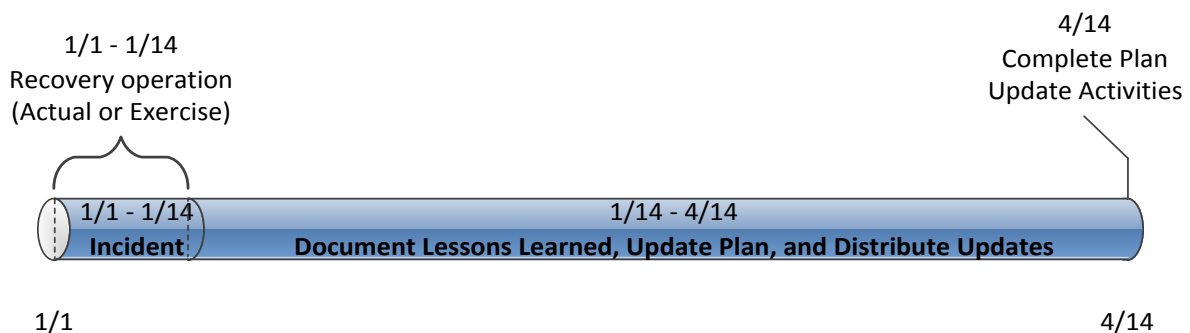 1/1 - 1/14
Recovery operation
(Actual or Exercise)
4/14
Complete Plan
Update Activities
1/1 - 1/14
Incident
1/14 - 4/14
Document Lessons Learned, Update Plan, and Distribute Updates
1/1
4/14